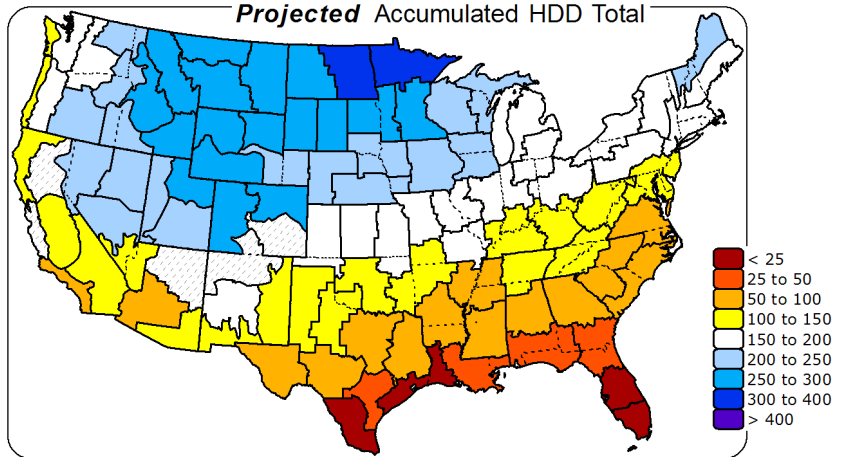 Projected Accumulated HDD Total
< 25
25 to 50
50 to 100
100 to 150
150 to 200
200 to 250
250 to 300
300 to 400
> 400